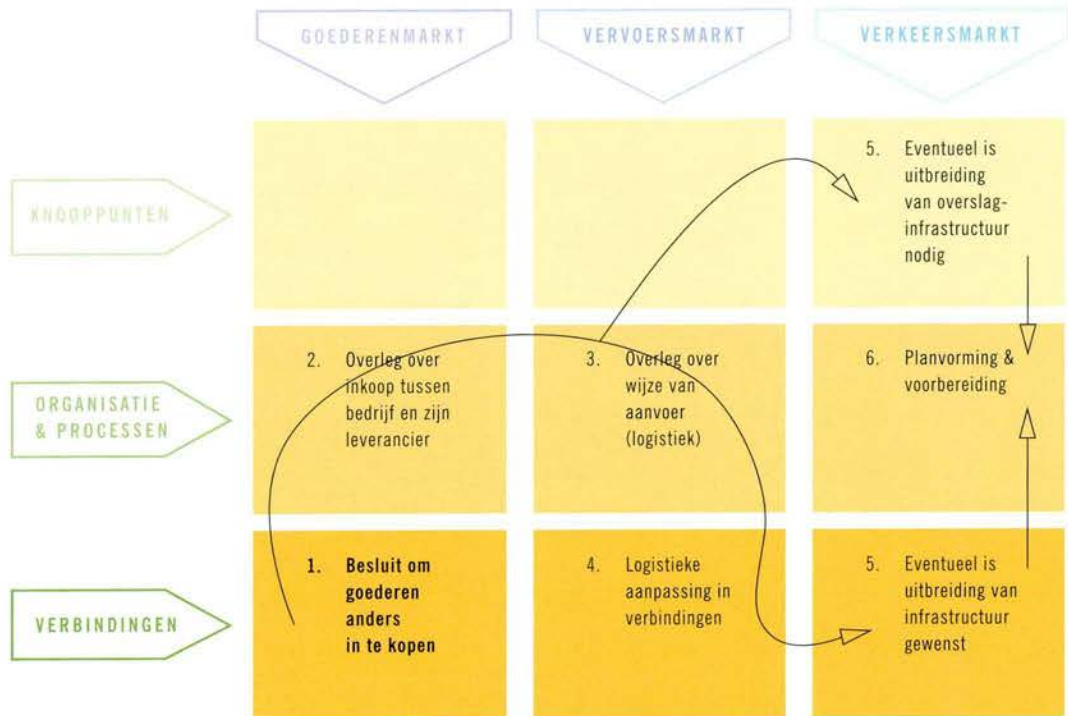 GOEDERENMARKT
VERVOERSMARKT
VERKEERSMARKT
KNOOPPUNTEN
5. Eventueel is
uitbreiding
van overslag-
infrastructuur
nodig
ORGANISATIE
& PROCESSEN
2. Overleg over
inkoop tussen
bedrijf en zijn
leverancier
3. Overleg over
wijze van
aanvoer
(logistiek)
6. Planvorming &
voorbereiding
VERBINDINGEN
1. Besluit om
goederen
anders
in te kopen
4. Logistieke
aanpassing in
verbindingen
5. Eventueel is
uitbreiding van
infrastructuur
gewenst